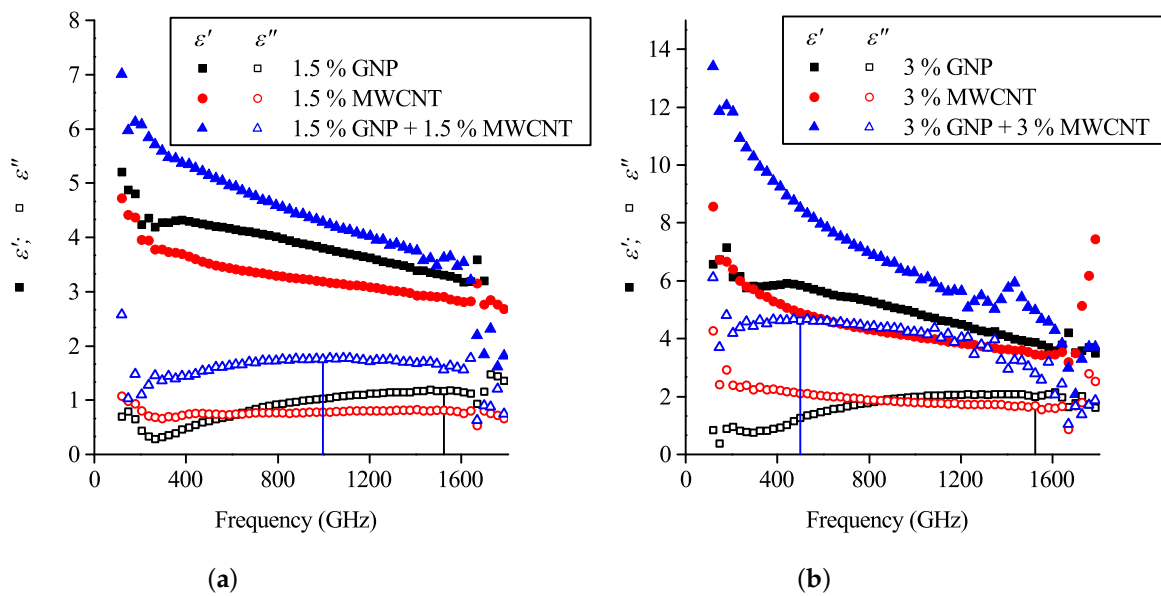 8
7
6
5
4
3
2
1
0
0
400
800
1200
1600
ε′ ε″
1.5 % GNP
1.5 % MWCNT
1.5 % GNP + 1.5 % MWCNT
ε′; ε″
Frequency (GHz)
(a)
14
12
10
8
6
4
2
0
0
400
800
1200
1600
ε′ ε″
3 % GNP
3 % MWCNT
3 % GNP + 3 % MWCNT
ε′; ε″
Frequency (GHz)
(b)